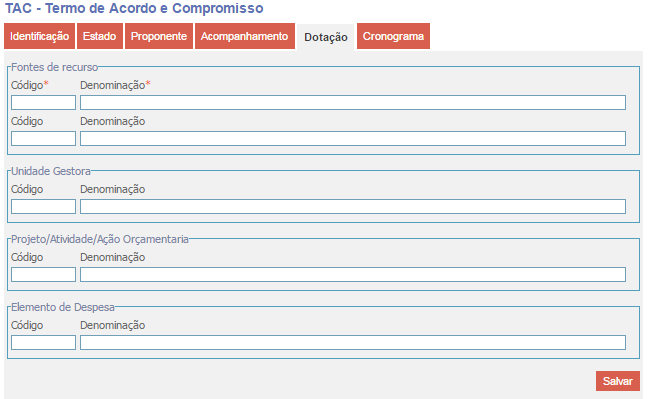 TAC - Termo de Acordo e Compromisso
Identificação Estado Proponente Acompanhamento Dotação Cronograma
Fontes de recurso
Código* Denominação*
Código Denominação
Unidade Gestora
Código Denominação
Projeto/Atividade/Ação Orçamentaria
Código Denominação
Elemento de Despesa
Código Denominação
Salvar